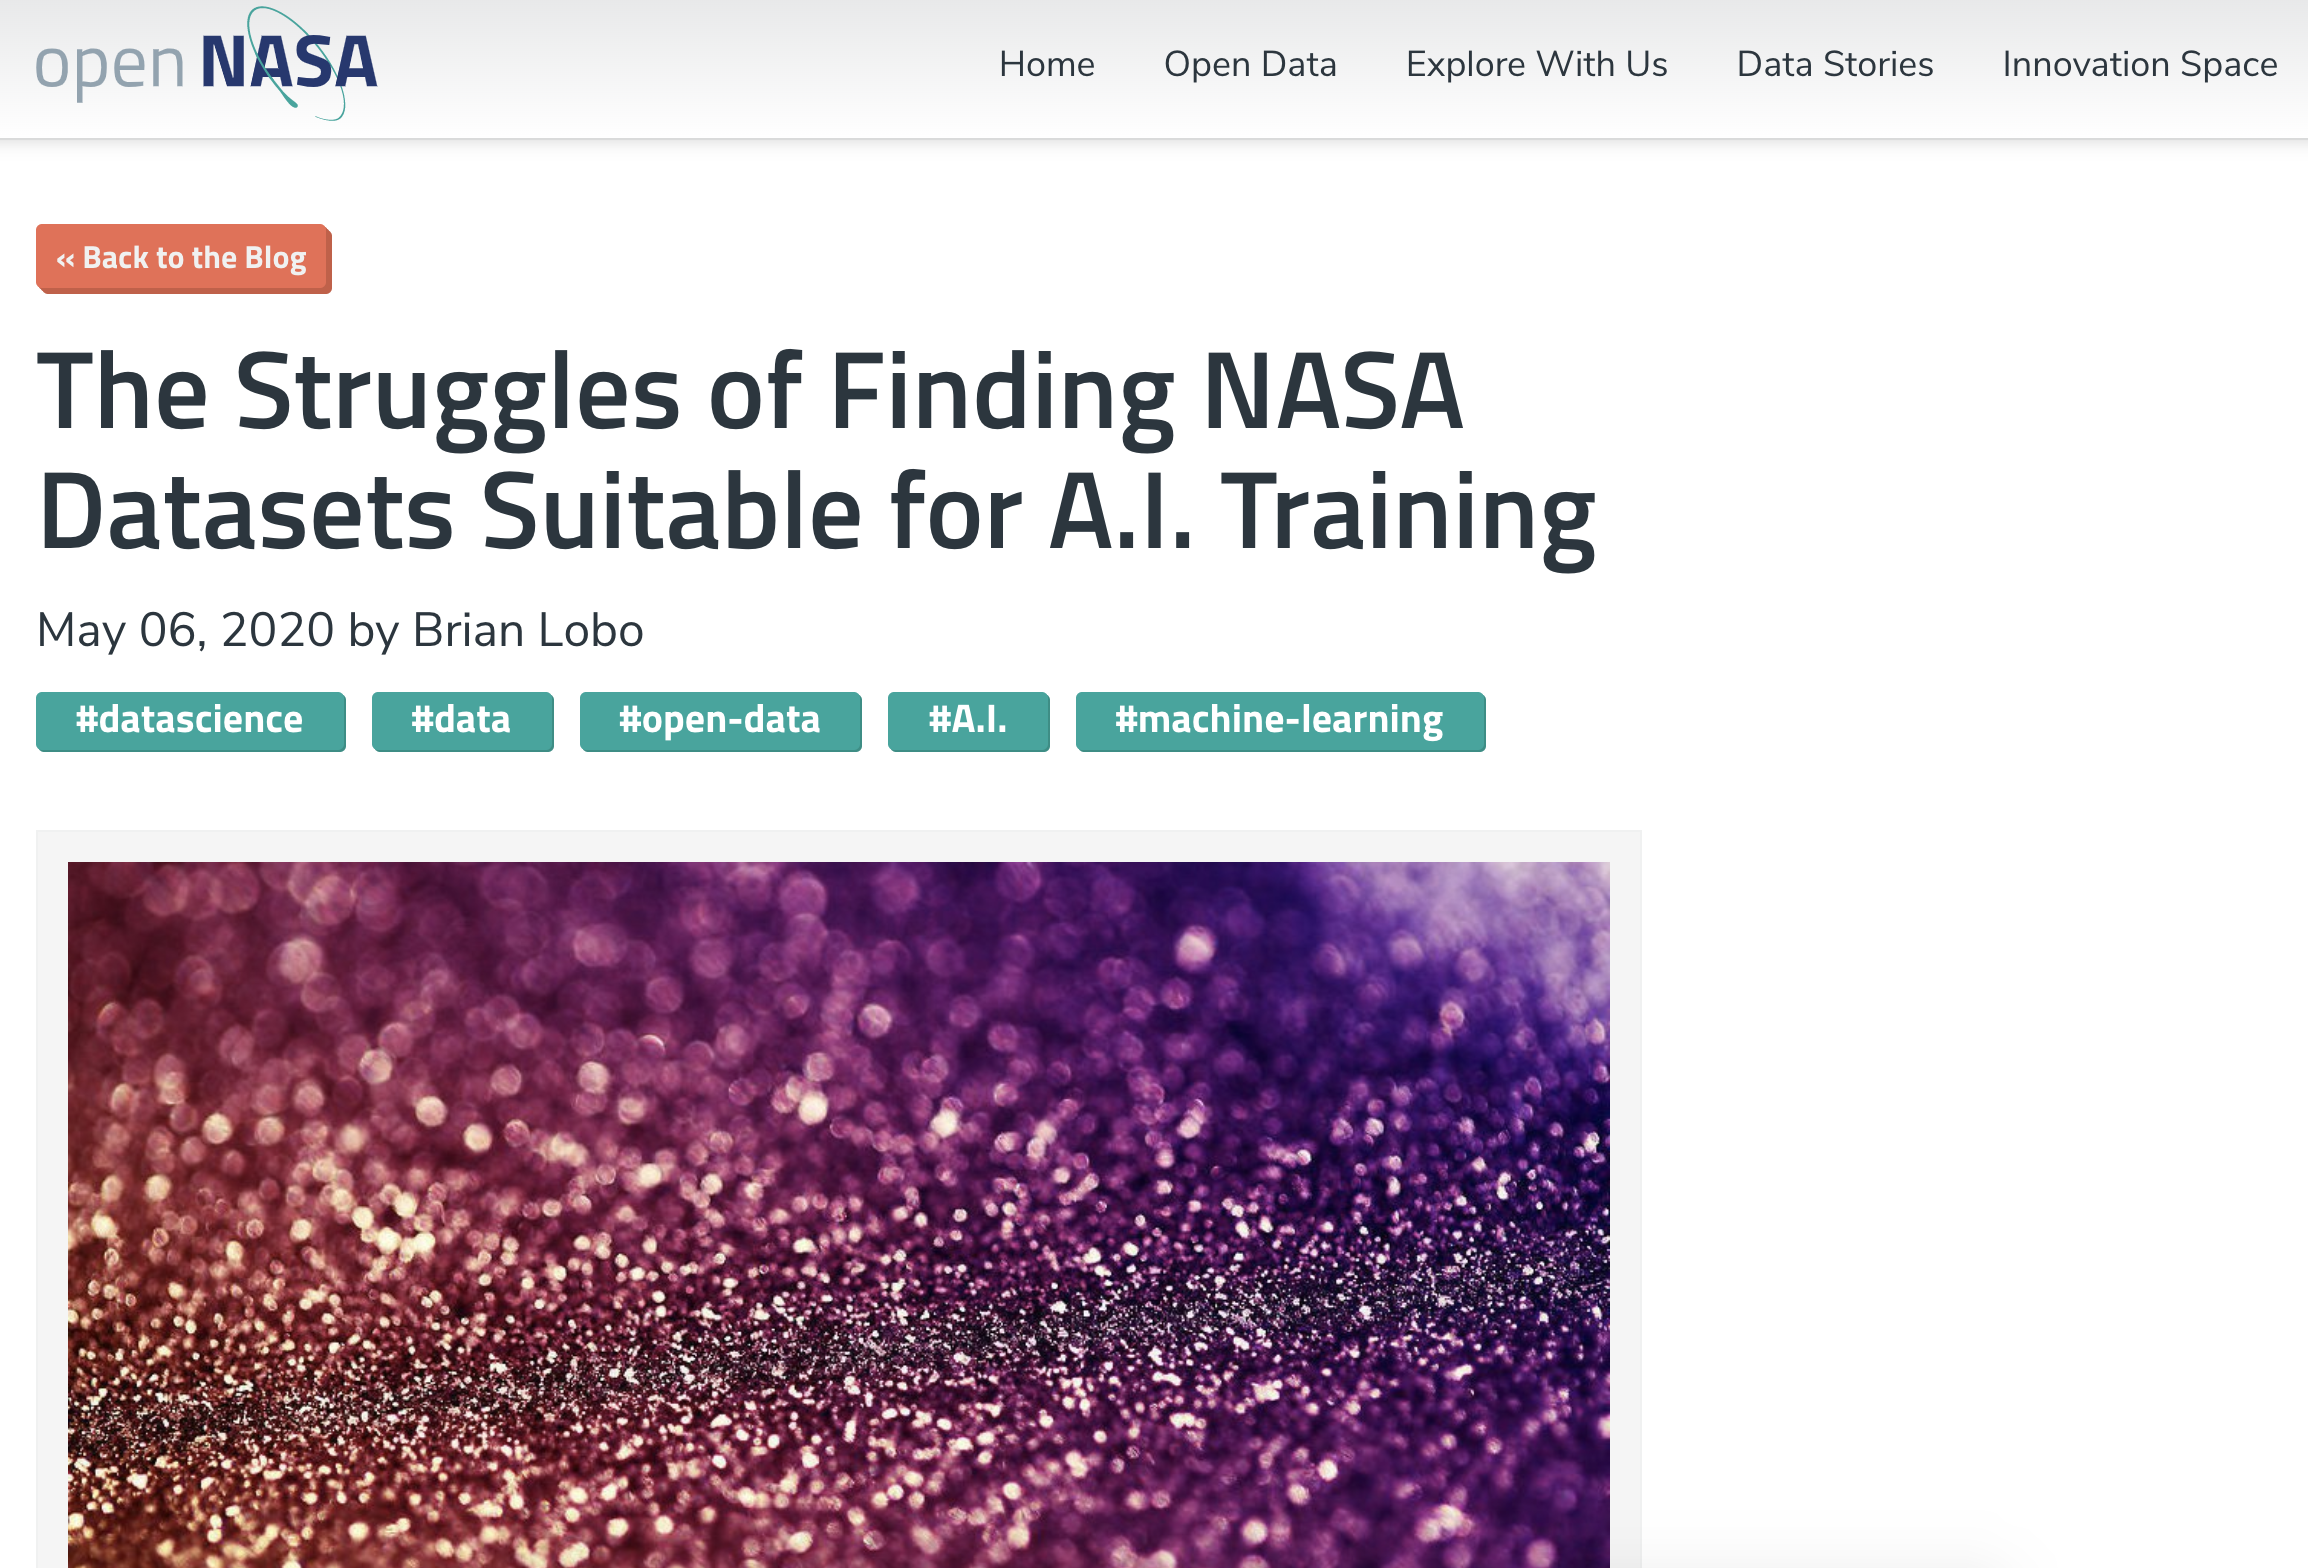 open NASA
Home Open Data Explore With Us Data Stories Innovation Space
« Back to the Blog
The Struggles of Finding NASA
Datasets Suitable for A.I. Training
May 06, 2020 by Brian Lobo
#datascience #data #open-data #A.I. #machine-learning